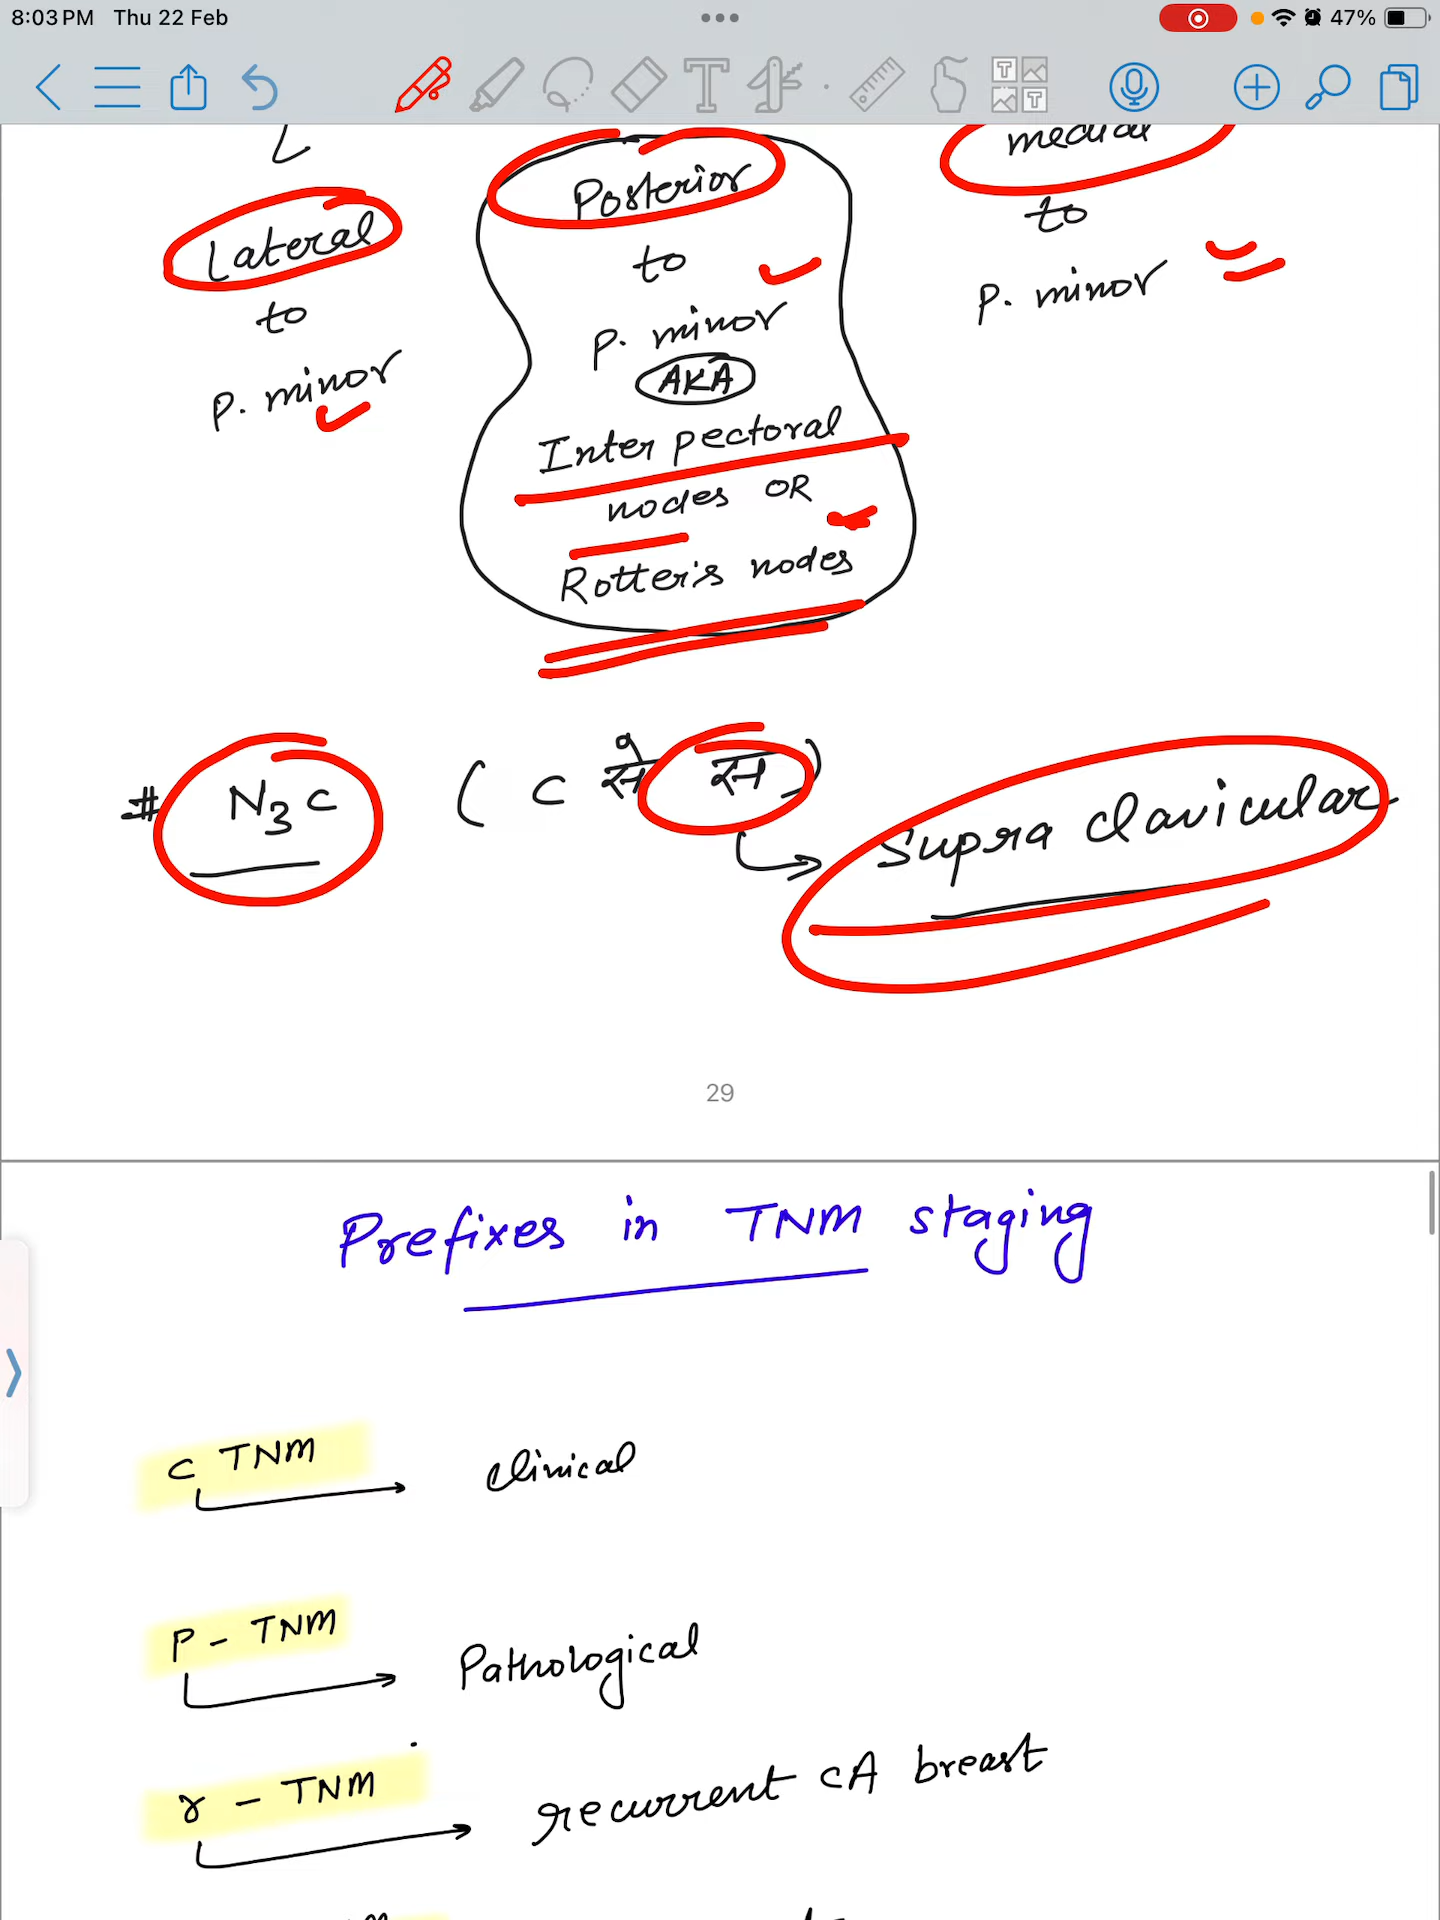 8:03 PM Thu 22 Feb
47%
Lateral
to
P. minor
Posterior
to
P. minor
AKA
Inter pectoral
nodes OR
Rotter's nodes
medial
to
P. minor
# N3c ( C
Supra clavicular
29
Prefixes in TNM staging
c TNM
clinical
P - TNM
Pathological
r - TNM
recurrent CA breast